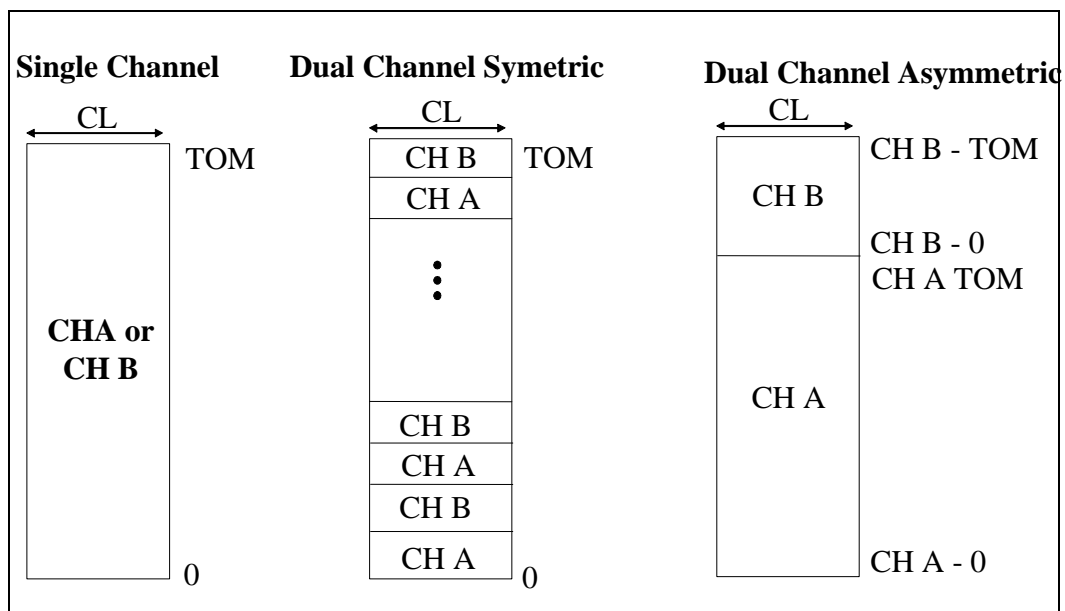 Single Channel
CL
TOM
CHA or
CH B
0
Dual Channel Symetric
CL
CH B
TOM
CH A
CH B
CH A
CH B
CH A
0
Dual Channel Asymmetric
CL
CH B - TOM
CH B
CH B - 0
CH A TOM
CH A
CH A - 0